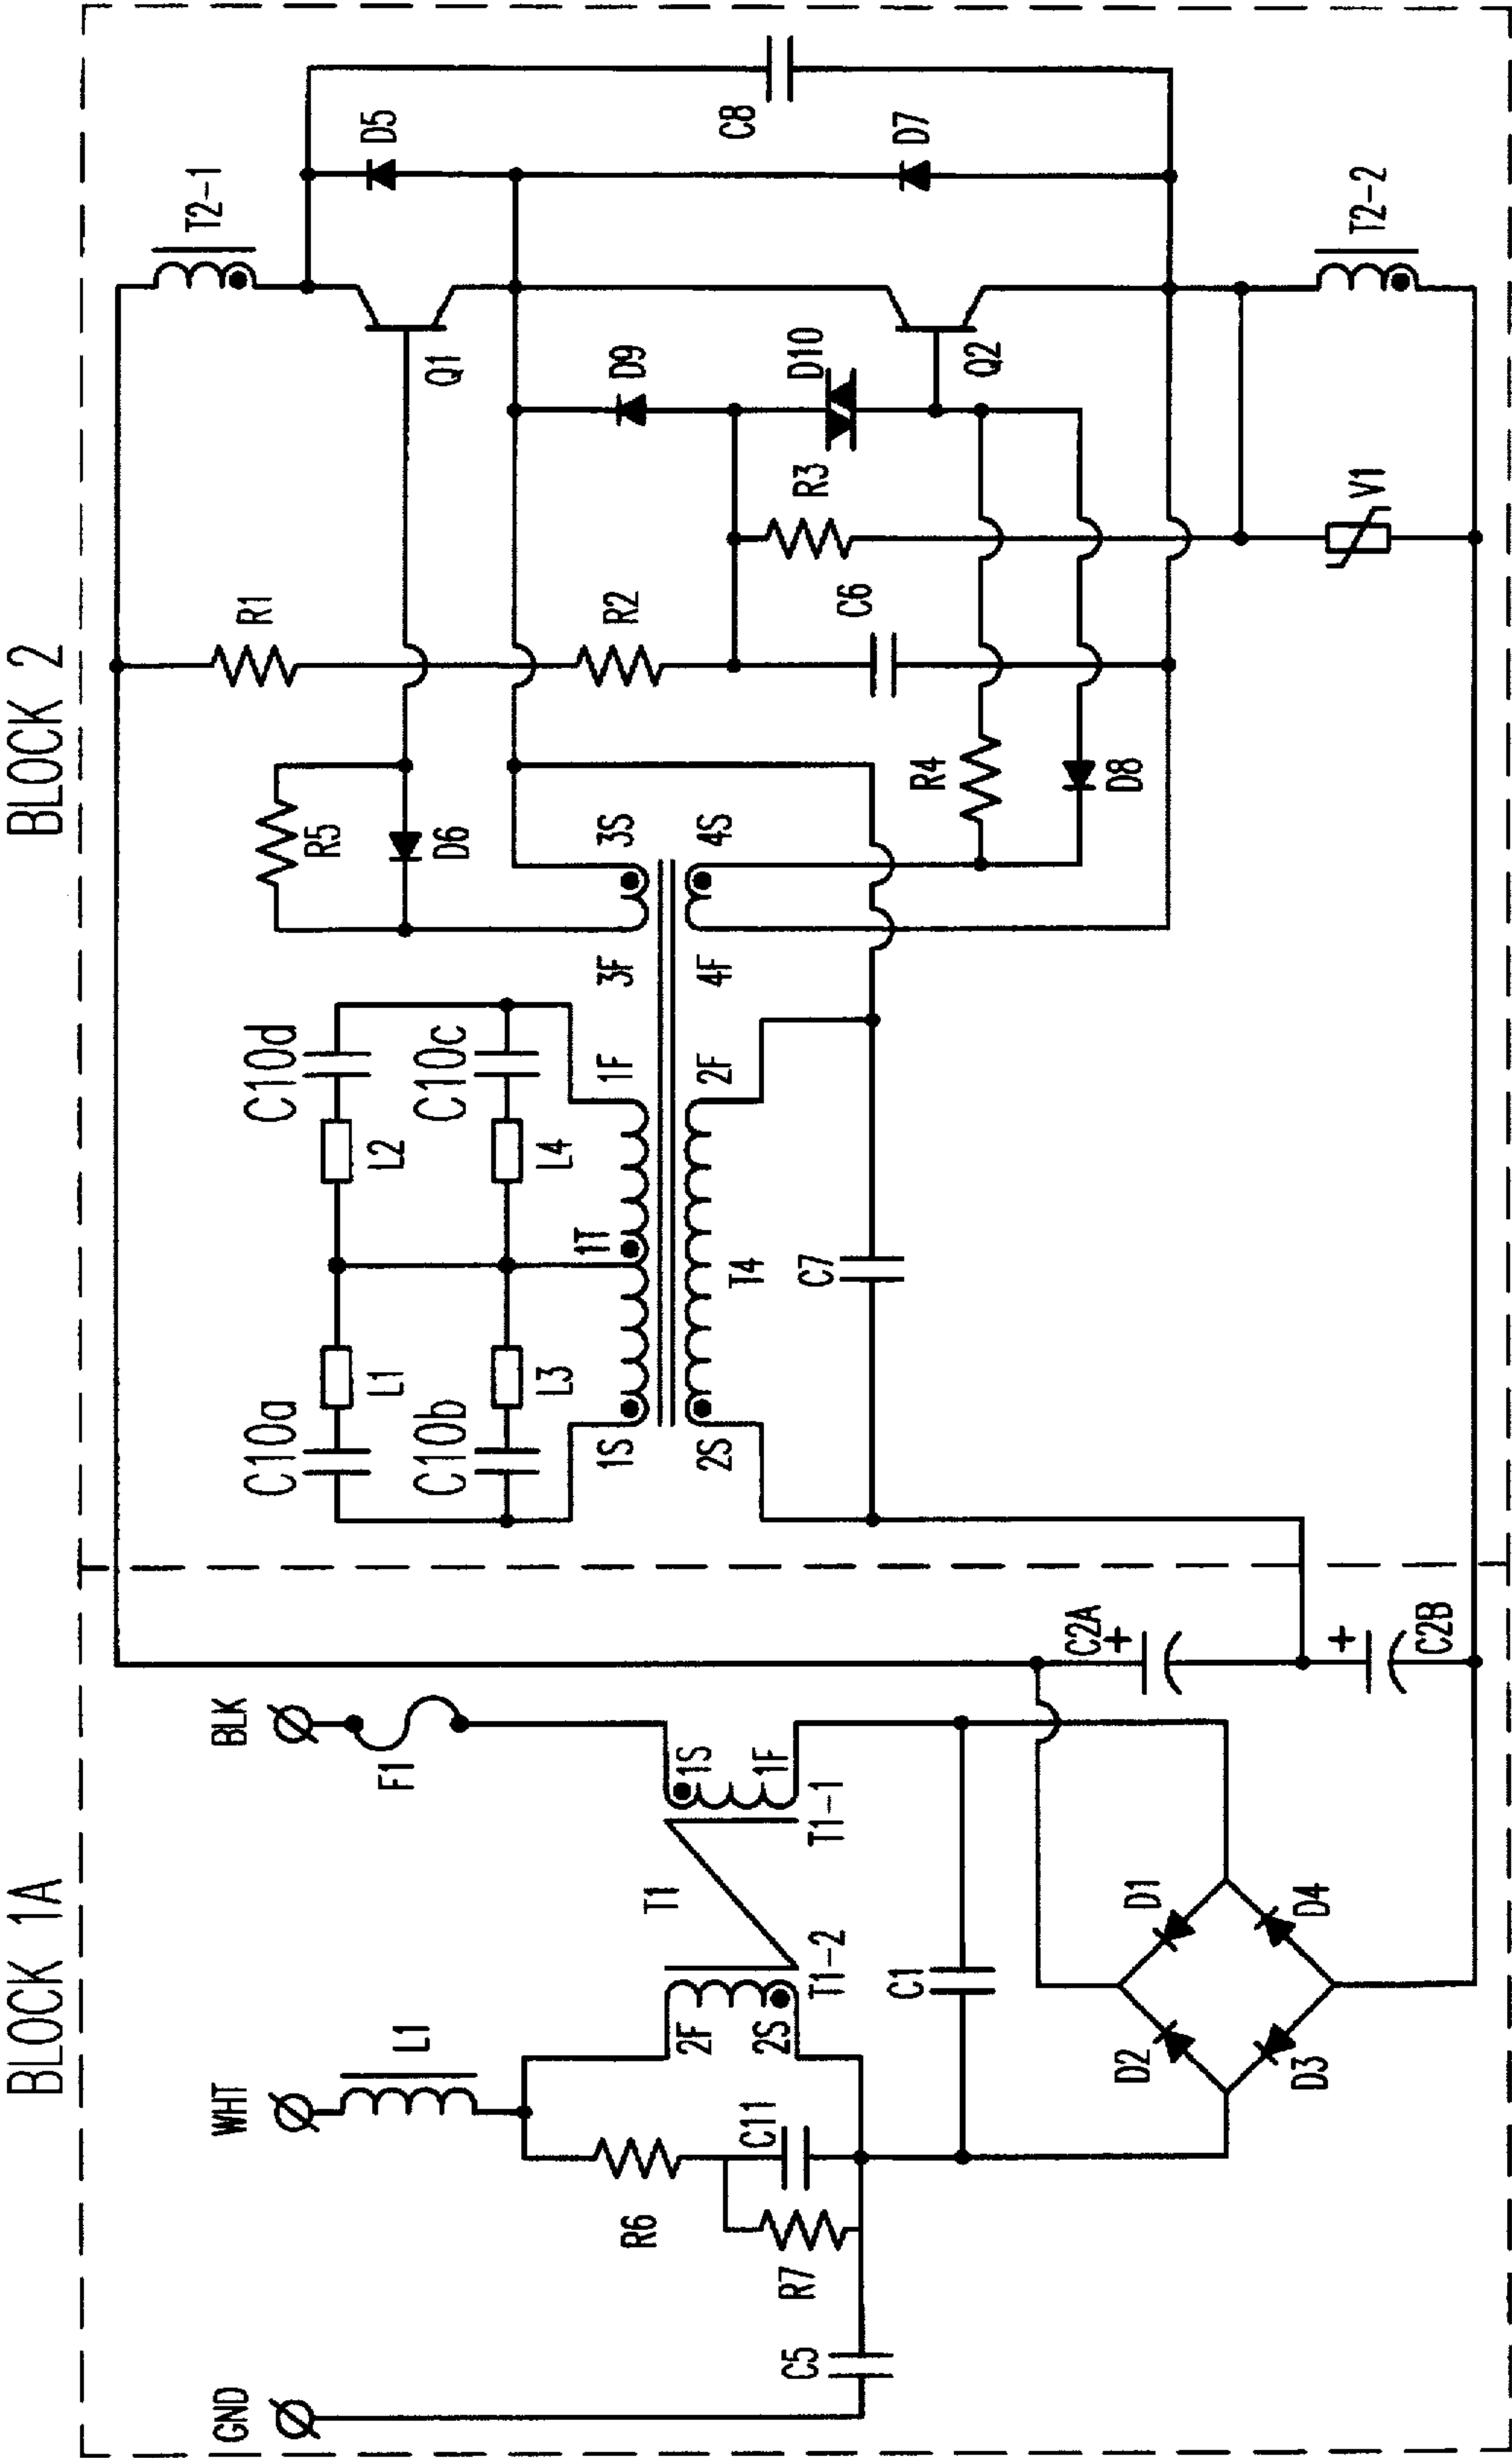 BLOCK 1A
BLOCK 2
GND
WHT
BLK
L1
F1
R6
C11
R7
C5
2F
2S
T1-2
T1
1S
1F
T1-1
C1
D1
D2
D3
D4
C2A
+
C2B
+
C10a
L1
L2
C10d
C10b
L3
L4
C10c
1S
1T
1F
2S
T4
2F
C7
3F
3S
4F
4S
R5
D6
R1
R2
R3
R4
D8
C6
D9
D10
Q1
Q2
T2-1
D5
C8
D7
V1
T2-2